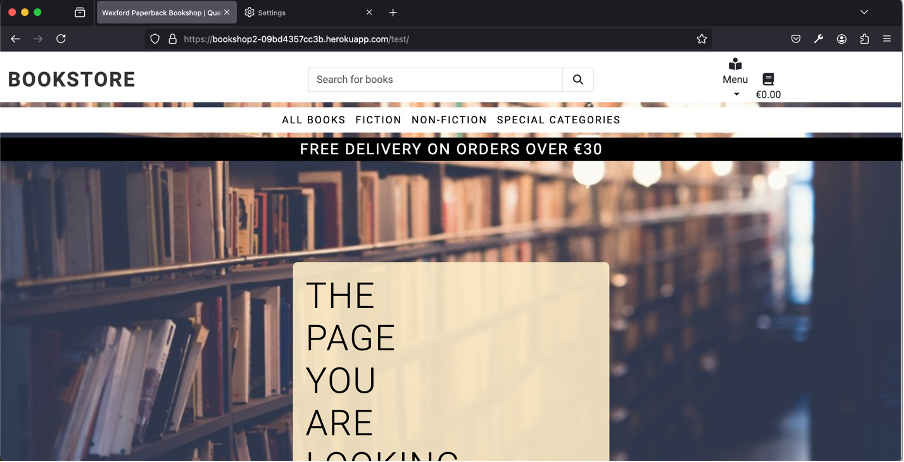 Wexford Paperback Bookshop | Qua
Settings
https://bookshop2-09bd4357cc3b.herokuapp.com/test/
BOOKSTORE
Search for books
Menu
€0.00
ALL BOOKS FICTION NON-FICTION SPECIAL CATEGORIES
FREE DELIVERY ON ORDERS OVER €30
THE
PAGE
YOU
ARE
LOOKING